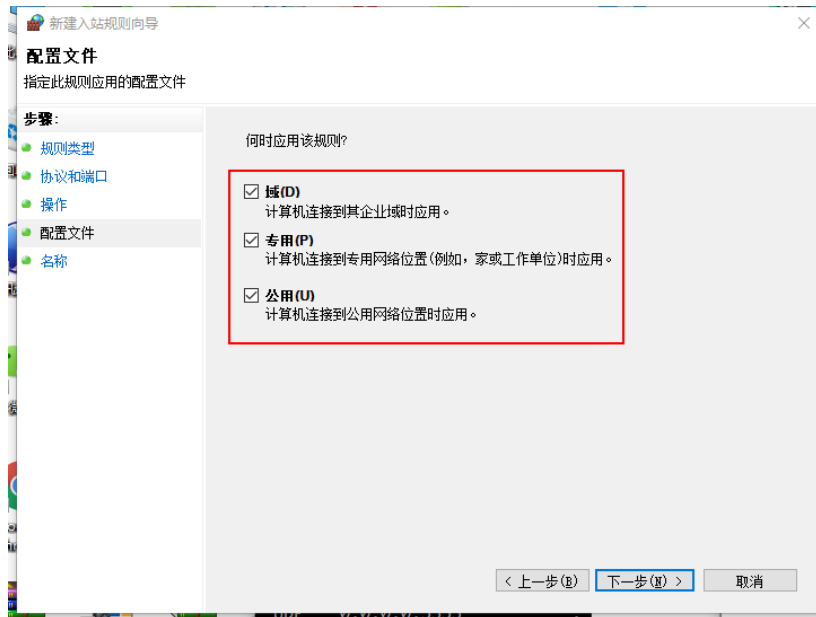 新建入站规则向导
配置文件
指定此规则应用的配置文件
步骤:
规则类型
协议和端口
操作
配置文件
名称
何时应用该规则?
域(D)
计算机连接到其企业域时应用。
专用(P)
计算机连接到专用网络位置(例如，家或工作单位)时应用。
公用(U)
计算机连接到公用网络位置时应用。
< 上一步(B)
下一步(N) >
取消